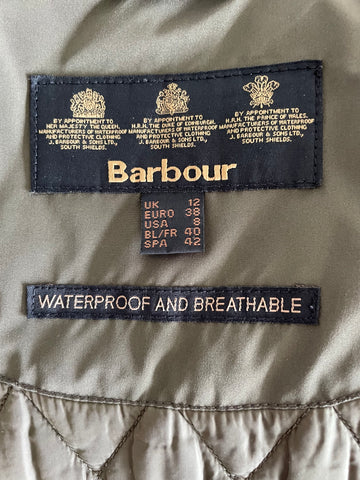 BY APPOINTMENT TO
HER MAJESTY THE QUEEN,
MANUFACTURERS OF WATERPROOF
AND PROTECTIVE CLOTHING
J. BARBOUR & SONS LTD.,
SOUTH SHIELDS.
BY APPOINTMENT TO
H.R.H. THE DUKE OF EDINBURGH,
MANUFACTURERS OF WATERPROOF
AND PROTECTIVE CLOTHING
J. BARBOUR & SONS LTD.,
SOUTH SHIELDS.
BY APPOINTMENT TO
H.R.H. THE PRINCE OF WALES,
MANUFACTURERS OF WATERPROOF
AND PROTECTIVE CLOTHING
J. BARBOUR & SONS LTD.,
SOUTH SHIELDS.
Barbour
UK 12
EURO 38
USA 8
BL/FR 40
SPA 42
WATERPROOF AND BREATHABLE